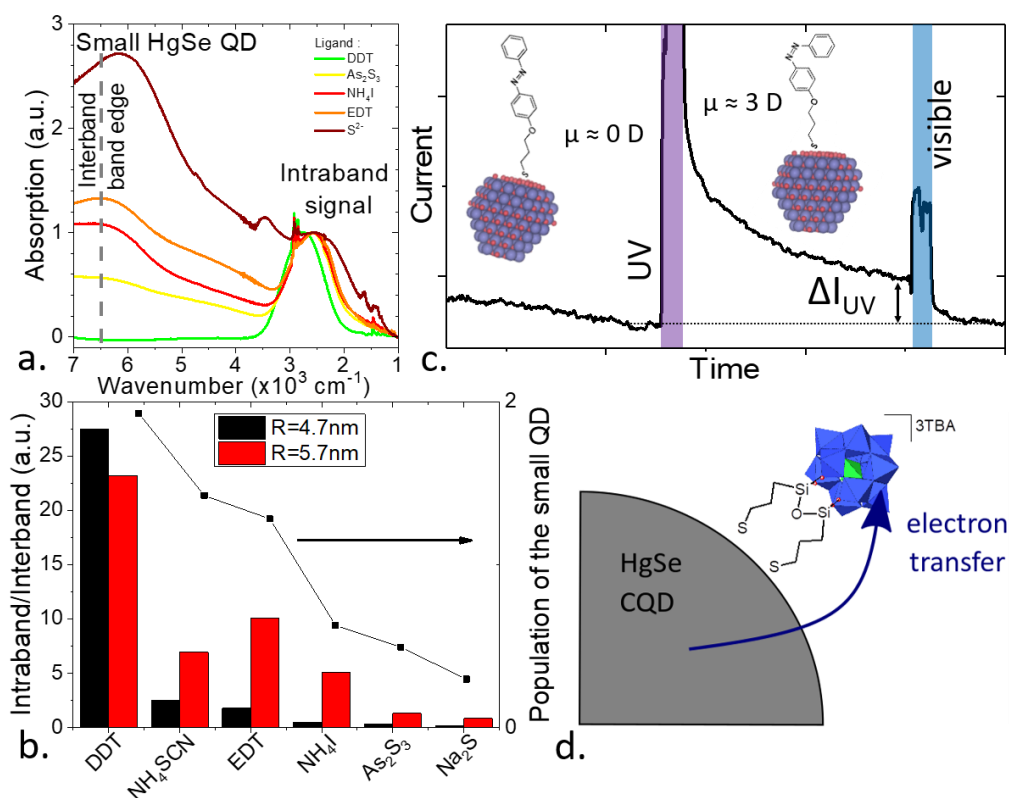 Small HgSe QD
Ligand :
DDT
As₂S₃
NH₄I
EDT
S²⁻
Interband
band edge
Intraband
signal
Absorption (a.u.)
3
2
1
0
7
6
5
4
3
2
1
Wavenumber (x10³ cm⁻¹)
a.
N
N
O
S
μ ≈ 0 D
UV
μ ≈ 3 D
N
N
O
S
visible
ΔI_UV
Current
Time
c.
Intraband/Interband (a.u.)
30
25
20
15
10
5
0
R=4.7nm
R=5.7nm
2
0
Population of the small QD
DDT
NH₄SCN
EDT
NH₄I
As₂S₃
Na₂S
b.
3TBA
Si
O
Si
S
S
HgSe
CQD
electron
transfer
d.